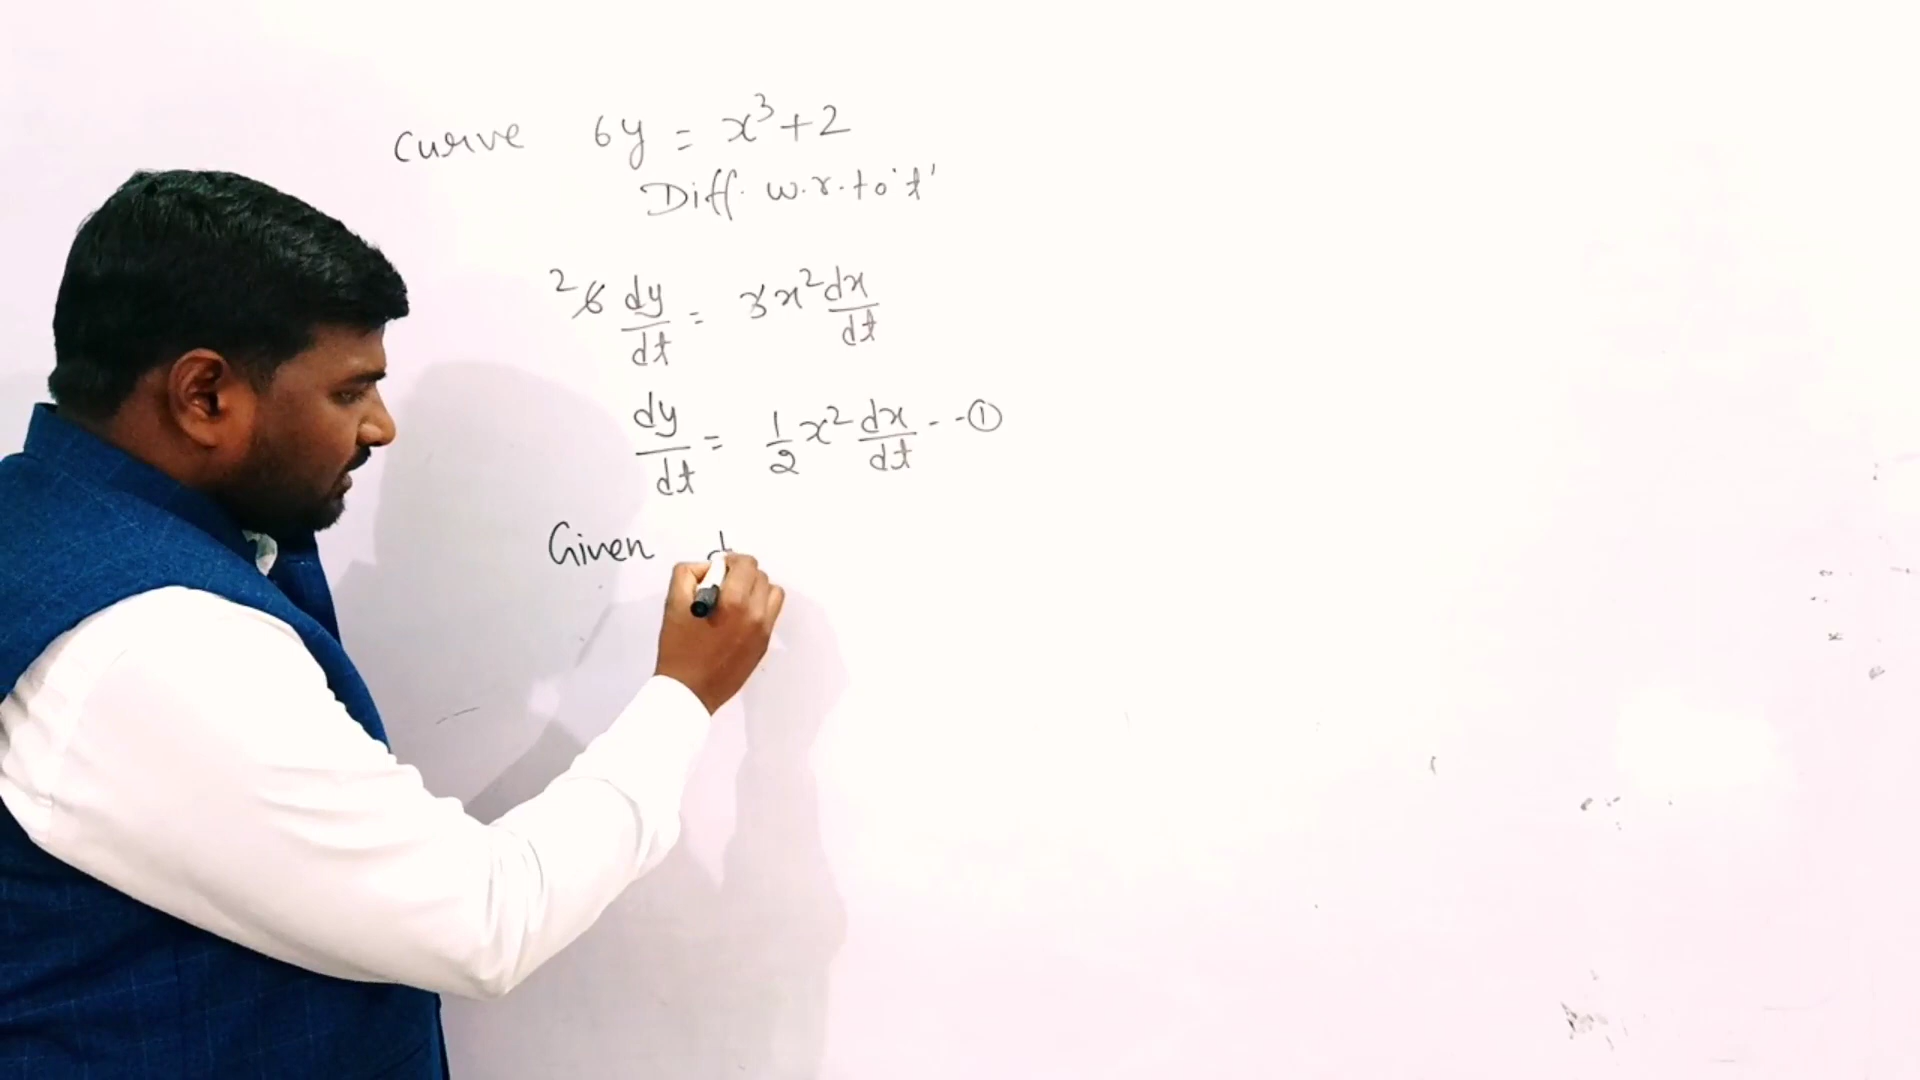 Curve 6y = x³+2
Diff. w.r.to 't'
2 6 dy/dt = 3x² dx/dt
dy/dt = 1/2 x² dx/dt - - ①
Given d